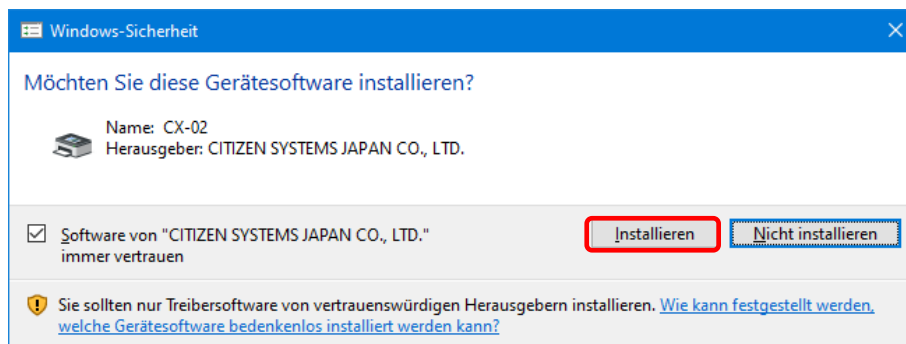 Windows-Sicherheit
Möchten Sie diese Gerätesoftware installieren?
Name: CX-02
Herausgeber: CITIZEN SYSTEMS JAPAN CO., LTD.
Software von "CITIZEN SYSTEMS JAPAN CO., LTD."
immer vertrauen
Installieren
Nicht installieren
Sie sollten nur Treibersoftware von vertrauenswürdigen Herausgebern installieren. Wie kann festgestellt werden,
welche Gerätesoftware bedenkenlos installiert werden kann?